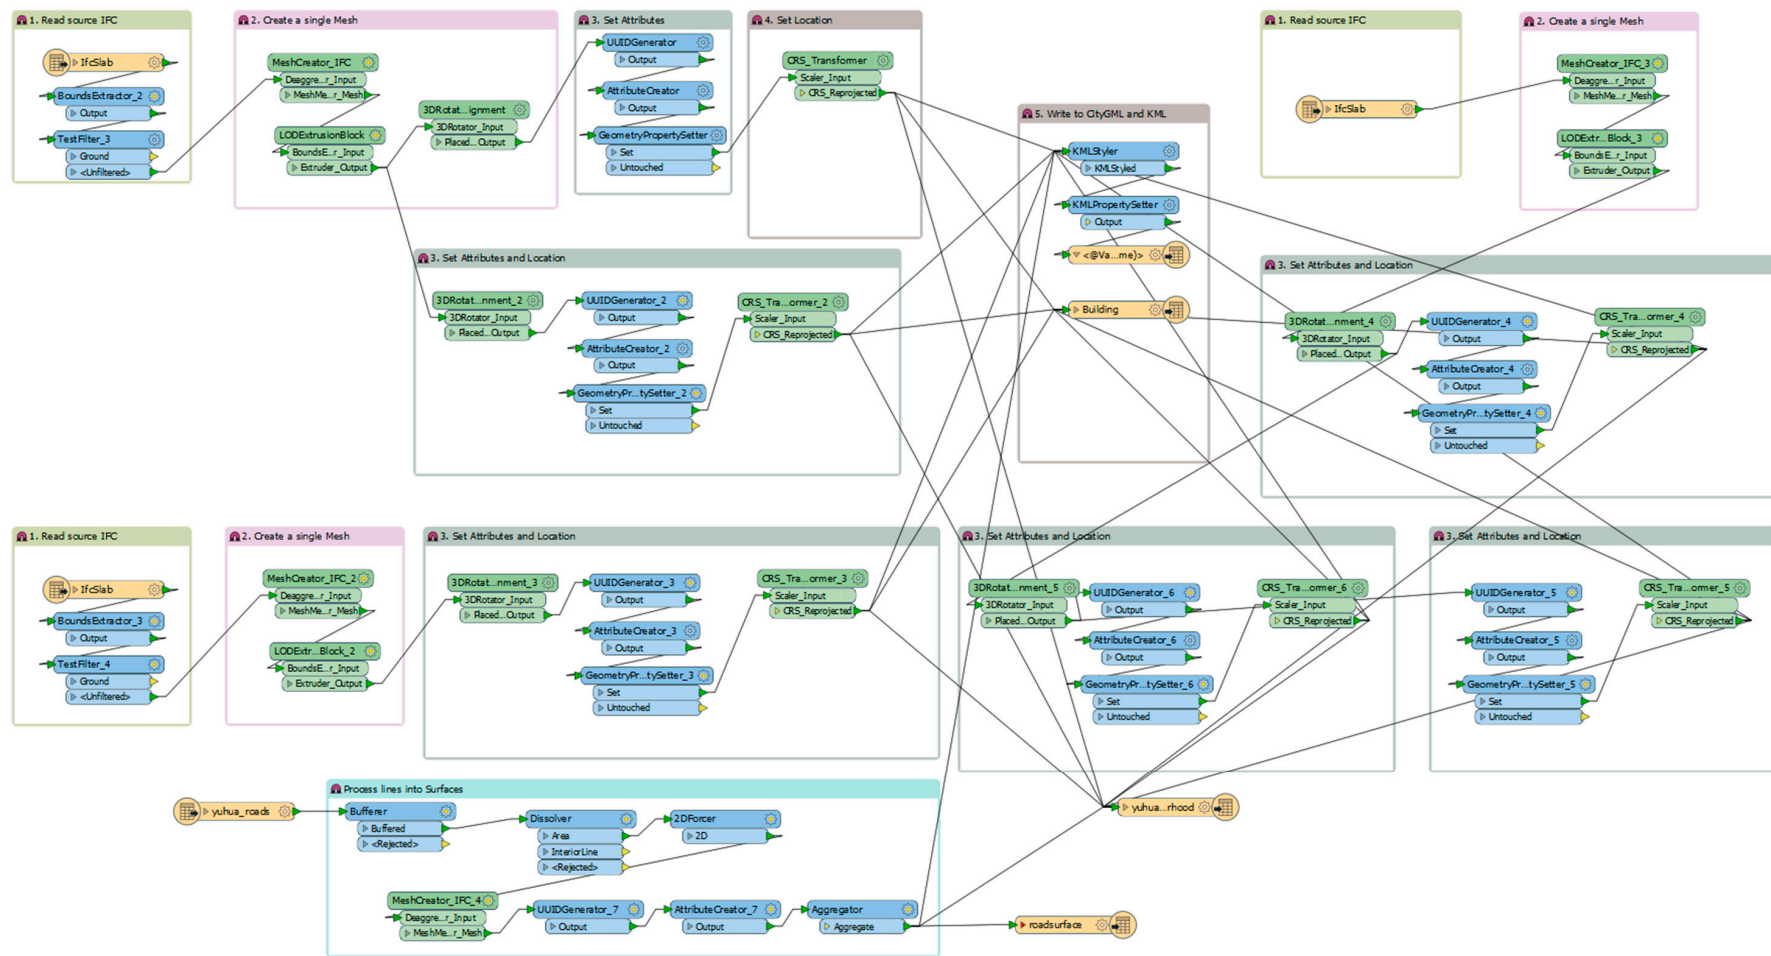 1. Read source IFC
IfcSlab
BoundsExtractor_2
Output
TestFilter_3
Ground
<Unfiltered>
2. Create a single Mesh
MeshCreator_IFC
Deaggre...r_Input
MeshMe...r_Mesh
LODExtrusionBlock
BoundsE...r_Input
Extruder_Output
3DRotat...ignment
3DRotator_Input
Placed...Output
3. Set Attributes
UUIDGenerator
Output
AttributeCreator
Output
GeometryPropertySetter
Set
Untouched
4. Set Location
CRS_Transformer
Scaler_Input
CRS_Reprojected
5. Write to CityGML and KML
KMLStyler
KMLStyled
KMLPropertySetter
Output
<@Va...me)>
Building
1. Read source IFC
IfcSlab
2. Create a single Mesh
MeshCreator_IFC_3
Deaggre...r_Input
MeshMe...r_Mesh
LODExtr...Block_3
BoundsE...r_Input
Extruder_Output
3. Set Attributes and Location
3DRotat...nment_2
3DRotator_Input
Placed...Output
UUIDGenerator_2
Output
AttributeCreator_2
Output
GeometryPr...tySetter_2
Set
Untouched
CRS_Tra...ormer_2
Scaler_Input
CRS_Reprojected
3. Set Attributes and Location
3DRotat...nment_4
3DRotator_Input
Placed...Output
UUIDGenerator_4
Output
AttributeCreator_4
Output
GeometryPr...tySetter_4
Set
Untouched
CRS_Tra...ormer_4
Scaler_Input
CRS_Reprojected
1. Read source IFC
IfcSlab
BoundsExtractor_3
Output
TestFilter_4
Ground
<Unfiltered>
2. Create a single Mesh
MeshCreator_IFC_2
Deaggre...r_Input
MeshMe...r_Mesh
LODExtr...Block_2
BoundsE...r_Input
Extruder_Output
3. Set Attributes and Location
3DRotat...nment_3
3DRotator_Input
Placed...Output
UUIDGenerator_3
Output
AttributeCreator_3
Output
GeometryPr...tySetter_3
Set
Untouched
CRS_Tra...ormer_3
Scaler_Input
CRS_Reprojected
3. Set Attributes and Location
3DRotat...nment_5
3DRotator_Input
Placed...Output
UUIDGenerator_6
Output
AttributeCreator_6
Output
GeometryPr...tySetter_6
Set
Untouched
CRS_Tra...ormer_6
Scaler_Input
CRS_Reprojected
3. Set Attributes and Location
UUIDGenerator_5
Output
AttributeCreator_5
Output
GeometryPr...tySetter_5
Set
Untouched
CRS_Tra...ormer_5
Scaler_Input
CRS_Reprojected
Process lines into Surfaces
yuhua_roads
Bufferer
Buffered
<Rejected>
Dissolver
Area
InteriorLine
<Rejected>
2DForcer
2D
MeshCreator_IFC_4
Deaggre...r_Input
MeshMe...r_Mesh
UUIDGenerator_7
Output
AttributeCreator_7
Output
Aggregator
Aggregate
yuhua...rhood
roadsurface